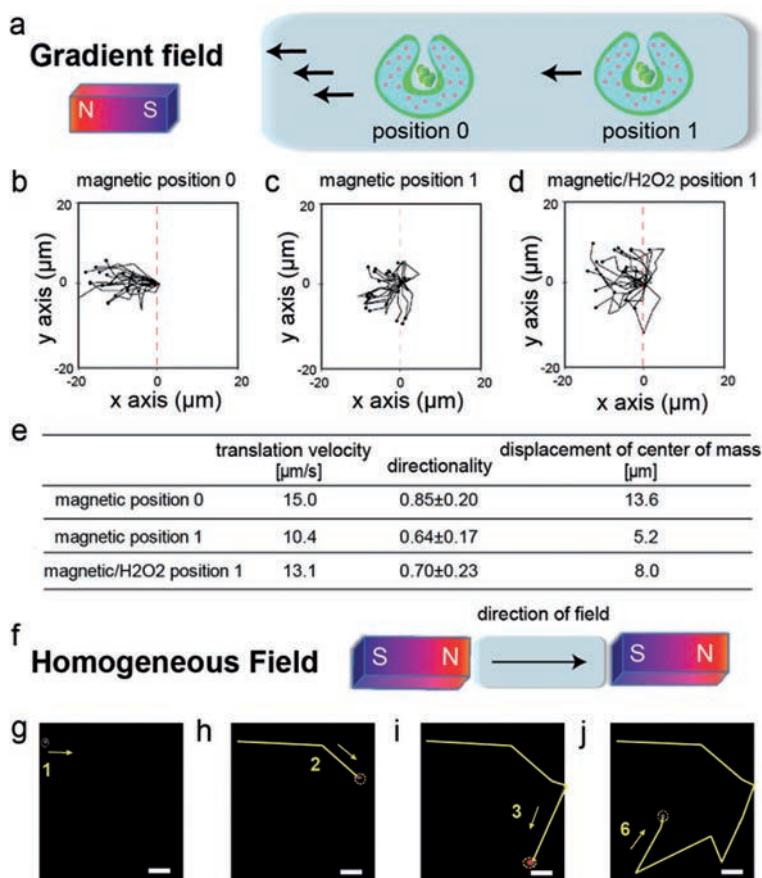 a
Gradient field
N S
position 0 position 1
b magnetic position 0
20
y axis (µm)
0
-20
-20 0 20
x axis (µm)
c magnetic position 1
20
y axis (µm)
0
-20
-20 0 20
x axis (µm)
d magnetic/H2O2 position 1
20
y axis (µm)
0
-20
-20 0 20
x axis (µm)
e
translation velocity [µm/s] directionality displacement of center of mass [µm]
magnetic position 0 15.0 0.85±0.20 13.6
magnetic position 1 10.4 0.64±0.17 5.2
magnetic/H2O2 position 1 13.1 0.70±0.23 8.0
f
direction of field
Homogeneous Field
S N S N
g
1
h
2
i
3
j
6